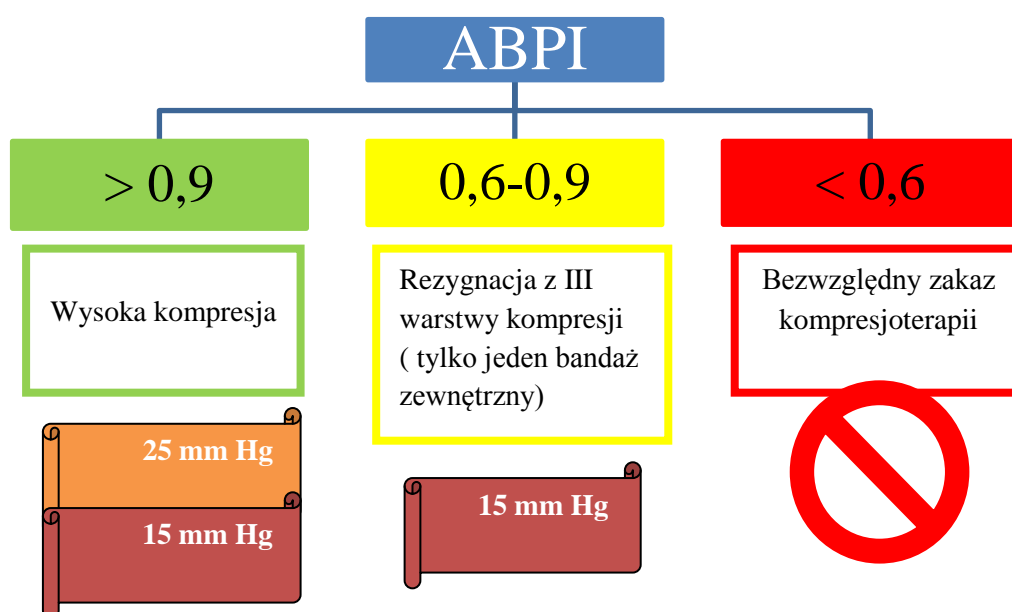 ABPI
> 0,9
0,6-0,9
< 0,6
Wysoka kompresja
Rezygnacja z III
warstwy kompresji
( tylko jeden bandaż
zewnętrzny)
Bezwzględny zakaz
kompresjoterapii
25 mm Hg
15 mm Hg
15 mm Hg